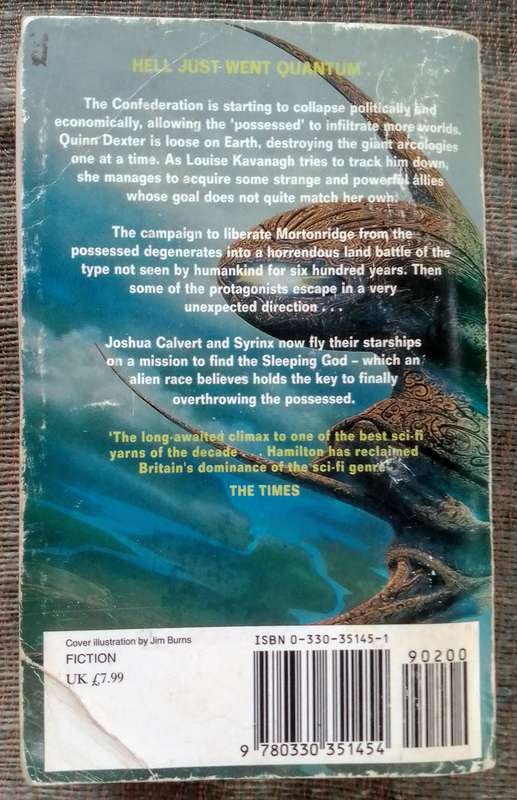 HELL JUST WENT QUANTUM . . .
The Confederation is starting to collapse politically and
economically, allowing the 'possessed' to infiltrate more worlds.
Quinn Dexter is loose on Earth, destroying the giant arcologies
one at a time. As Louise Kavanagh tries to track him down,
she manages to acquire some strange and powerful allies
whose goal does not quite match her own.
The campaign to liberate Mortonridge from the
possessed degenerates into a horrendous land battle of the
type not seen by humankind for six hundred years. Then
some of the protagonists escape in a very
unexpected direction . . .
Joshua Calvert and Syrinx now fly their starships
on a mission to find the Sleeping God – which an
alien race believes holds the key to finally
overthrowing the possessed.
'The long-awaited climax to one of the best sci-fi
yarns of the decade . . . Hamilton has reclaimed
Britain's dominance of the sci-fi genre'
THE TIMES
Cover illustration by Jim Burns
FICTION
UK £7.99
ISBN 0-330-35145-1
90200
9 780330 351454